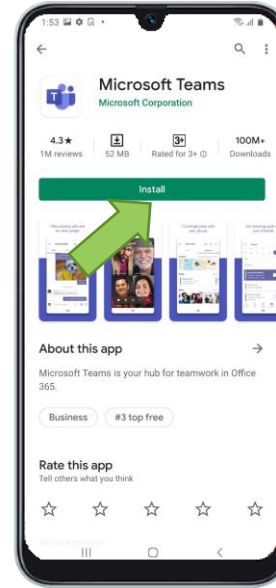 1:53
Microsoft Teams
Microsoft Corporation
4.3★ 3+ 100M+
1M reviews 52 MB Rated for 3+ Downloads
Install
About this app
Microsoft Teams is your hub for teamwork in Office
365.
Business #3 top free
Rate this app
Tell others what you think
Write a review